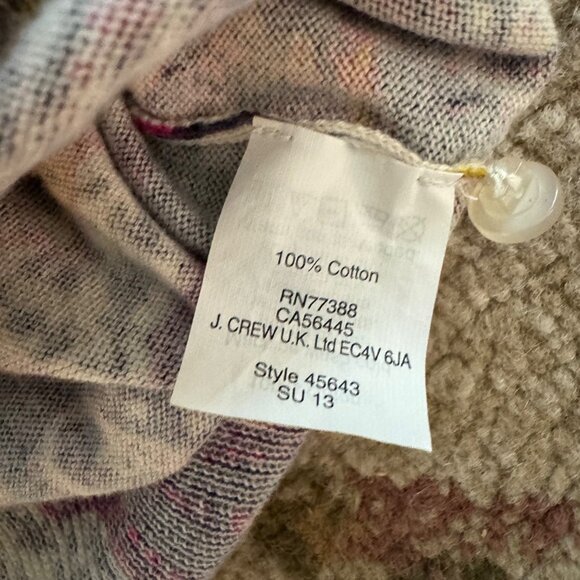 100% Cotton
RN77388
CA56445
J. CREW U.K. Ltd EC4V 6JA
Style 45643
SU 13